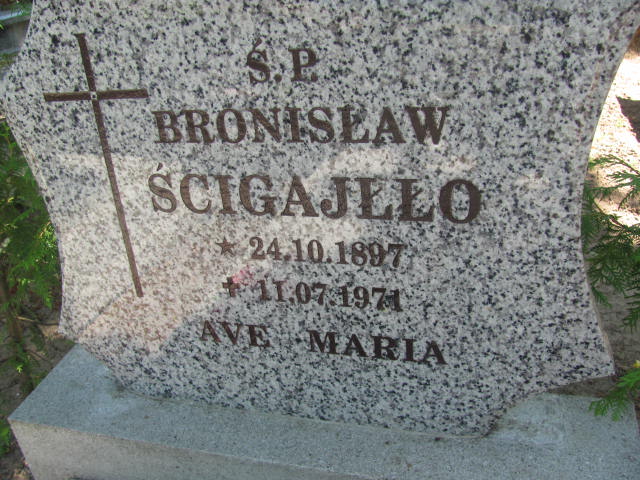 Ś.P.
BRONISŁAW
ŚCIGAJŁŁO
★ 24.10.1897
✝ 11.07.1971
AVE MARIA